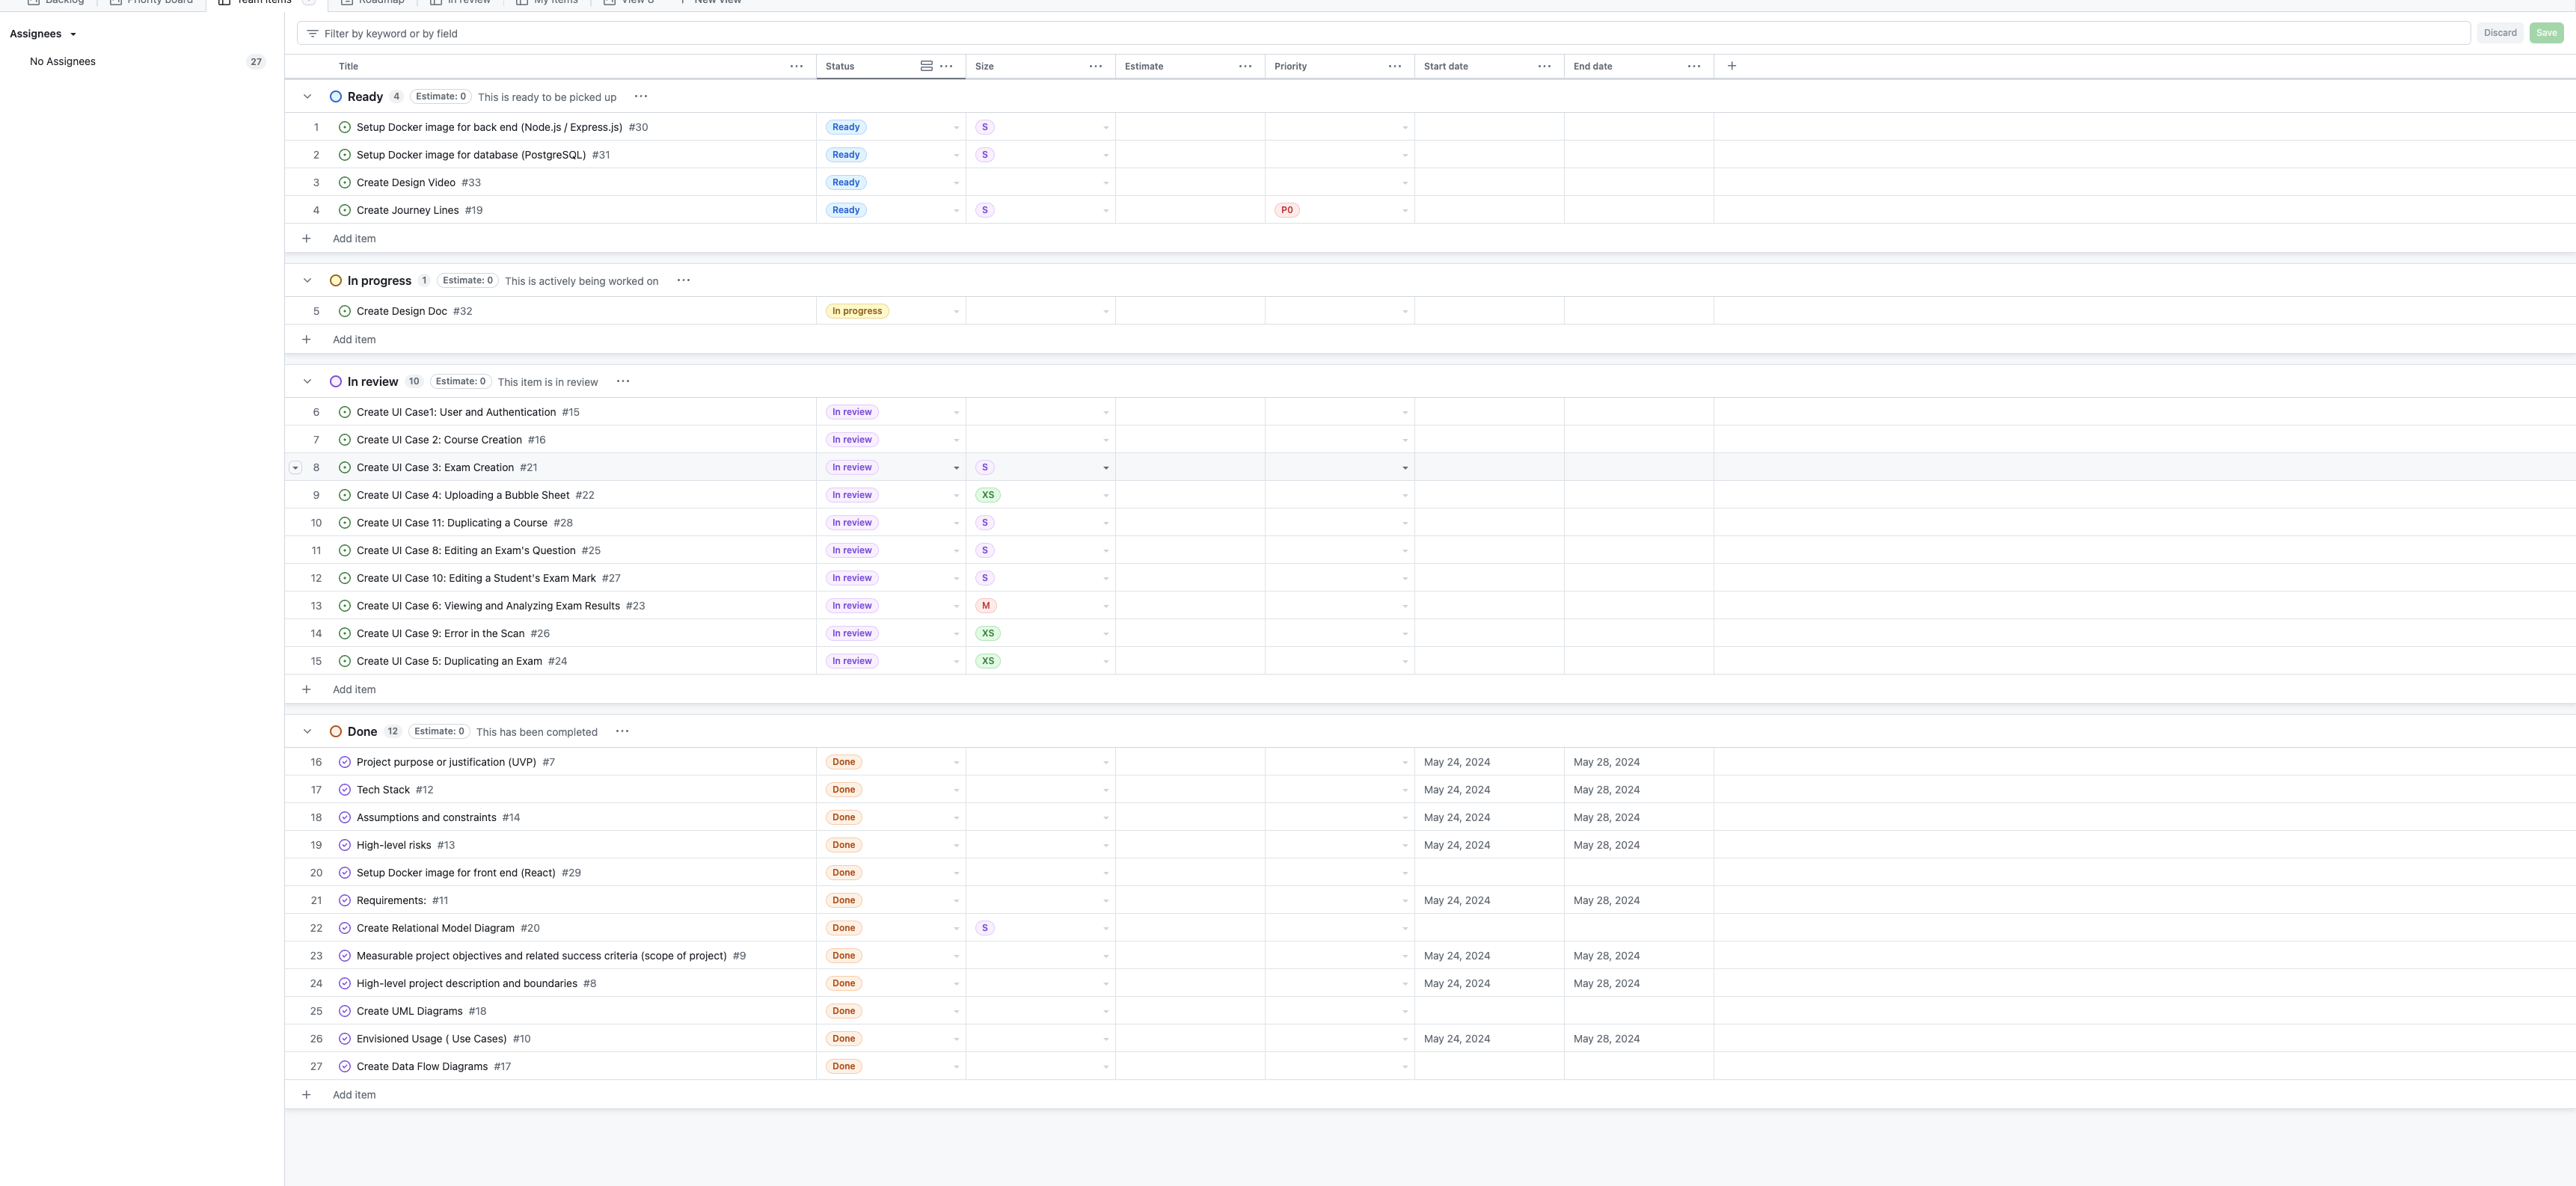 Backlog Priority board Team items Roadmap In review My items View 8 New view
Assignees
No Assignees 27
Filter by keyword or by field Discard Save
Title Status Size Estimate Priority Start date End date
Ready 4 Estimate: 0 This is ready to be picked up
1 Setup Docker image for back end (Node.js / Express.js) #30 Ready S
2 Setup Docker image for database (PostgreSQL) #31 Ready S
3 Create Design Video #33 Ready
4 Create Journey Lines #19 Ready S P0
Add item
In progress 1 Estimate: 0 This is actively being worked on
5 Create Design Doc #32 In progress
Add item
In review 10 Estimate: 0 This item is in review
6 Create UI Case1: User and Authentication #15 In review
7 Create UI Case 2: Course Creation #16 In review
8 Create UI Case 3: Exam Creation #21 In review S
9 Create UI Case 4: Uploading a Bubble Sheet #22 In review XS
10 Create UI Case 11: Duplicating a Course #28 In review S
11 Create UI Case 8: Editing an Exam's Question #25 In review S
12 Create UI Case 10: Editing a Student's Exam Mark #27 In review S
13 Create UI Case 6: Viewing and Analyzing Exam Results #23 In review M
14 Create UI Case 9: Error in the Scan #26 In review XS
15 Create UI Case 5: Duplicating an Exam #24 In review XS
Add item
Done 12 Estimate: 0 This has been completed
16 Project purpose or justification (UVP) #7 Done May 24, 2024 May 28, 2024
17 Tech Stack #12 Done May 24, 2024 May 28, 2024
18 Assumptions and constraints #14 Done May 24, 2024 May 28, 2024
19 High-level risks #13 Done May 24, 2024 May 28, 2024
20 Setup Docker image for front end (React) #29 Done
21 Requirements: #11 Done May 24, 2024 May 28, 2024
22 Create Relational Model Diagram #20 Done S
23 Measurable project objectives and related success criteria (scope of project) #9 Done May 24, 2024 May 28, 2024
24 High-level project description and boundaries #8 Done May 24, 2024 May 28, 2024
25 Create UML Diagrams #18 Done
26 Envisioned Usage ( Use Cases) #10 Done May 24, 2024 May 28, 2024
27 Create Data Flow Diagrams #17 Done
Add item